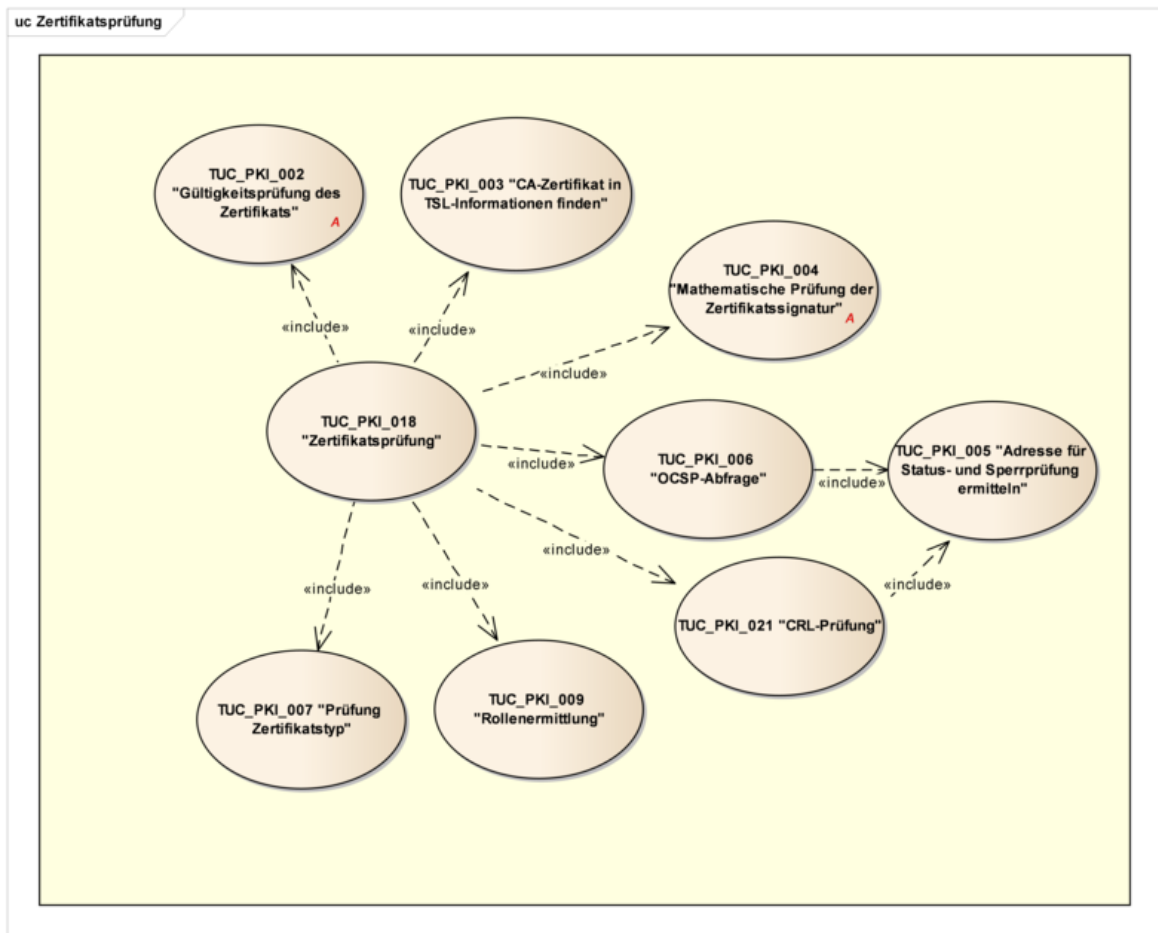 uc Zertifikatsprüfung
TUC_PKI_002
"Gültigkeitsprüfung des
Zertifikats"
A
TUC_PKI_003 "CA-Zertifikat in
TSL-Informationen finden"
TUC_PKI_004
"Mathematische Prüfung der
Zertifikatssignatur"
A
«include»
«include»
«include»
TUC_PKI_018
"Zertifikatsprüfung"
TUC_PKI_006
"OCSP-Abfrage"
TUC_PKI_005 "Adresse für
Status- und Sperrprüfung
ermitteln"
«include»
«include»
«include»
«include»
«include»
«include»
TUC_PKI_021 "CRL-Prüfung"
TUC_PKI_007 "Prüfung
Zertifikatstyp"
TUC_PKI_009
"Rollenermittlung"